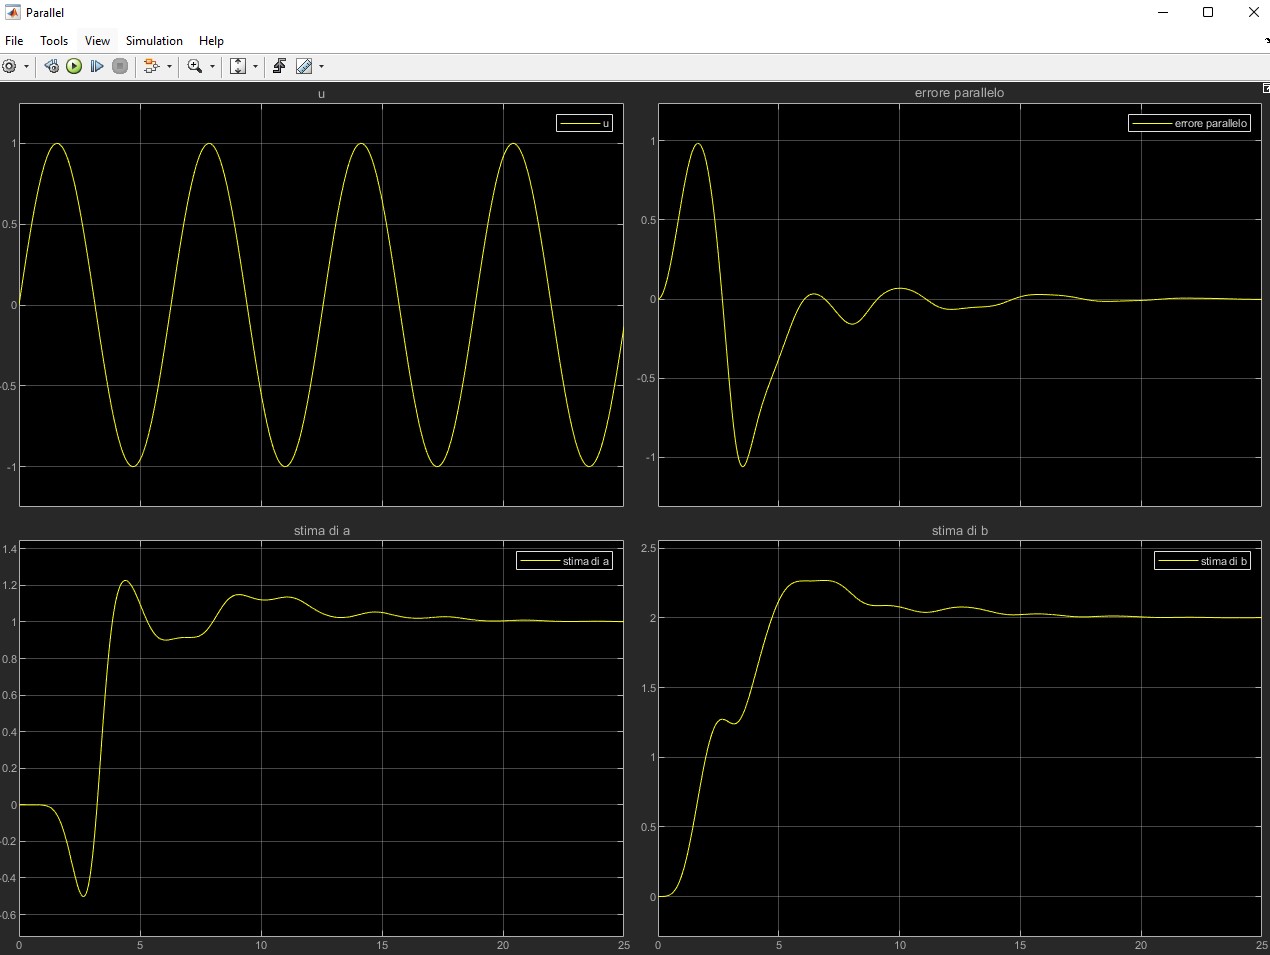 Parallel
File Tools View Simulation Help
u
u
1
0.5
0
-0.5
-1
errore parallelo
errore parallelo
1
0.5
0
-0.5
-1
stima di a
stima di a
1.4
1.2
1
0.8
0.6
0.4
0.2
0
-0.2
-0.4
-0.6
0 5 10 15 20 25
stima di b
stima di b
2.5
2
1.5
1
0.5
0
0 5 10 15 20 25